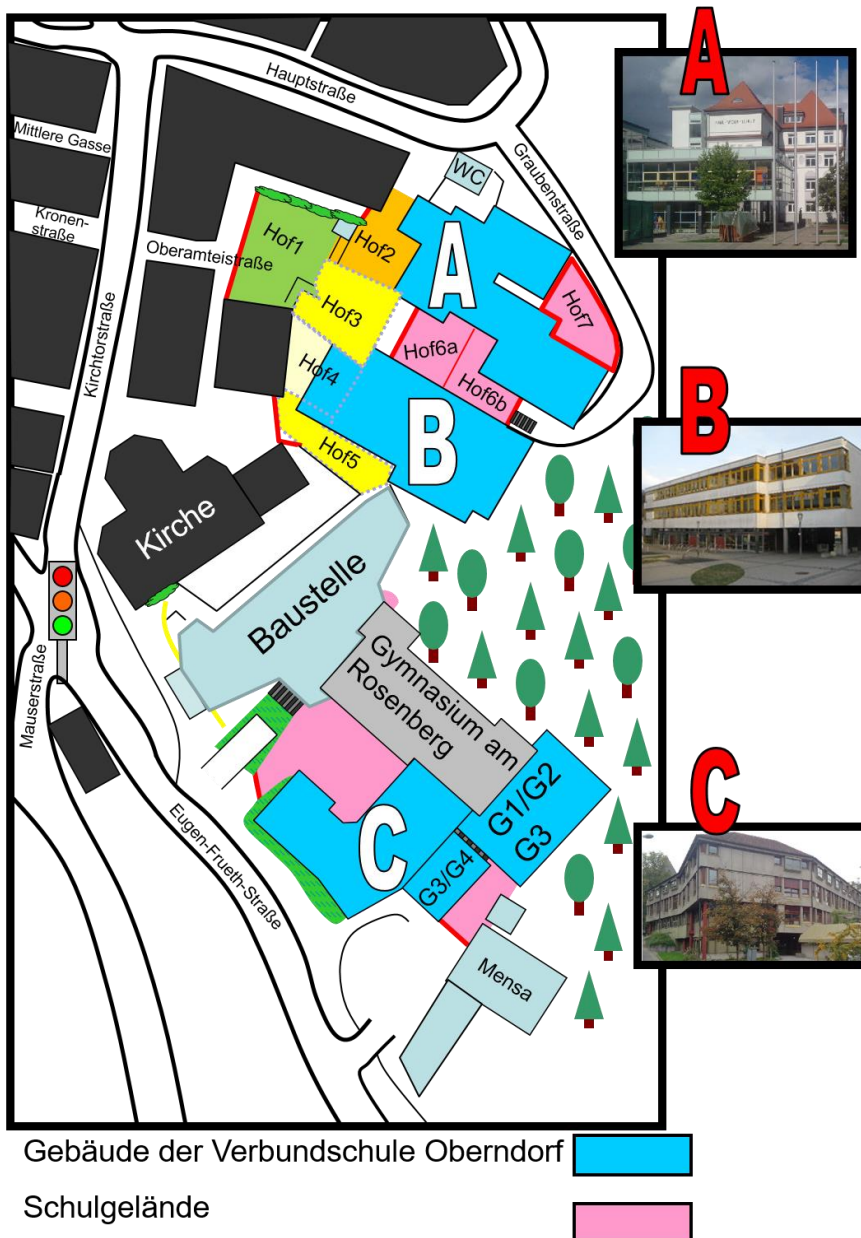 A
Hauptstraße
Mittlere Gasse
Graubenstraße
WC
Kronen-
straße
Oberamteistraße
Hof1
Hof2
A
Hof7
Hof3
Kirchtorstraße
Hof6a
Hof4
Hof6b
B
B
Hof5
Kirche
Baustelle
Gymnasium am
Rosenberg
Mauserstraße
G1/G2
G3
C
C
G3/G4
Eugen-Frueth-Straße
Mensa
Gebäude der Verbundschule Oberndorf
Schulgelände